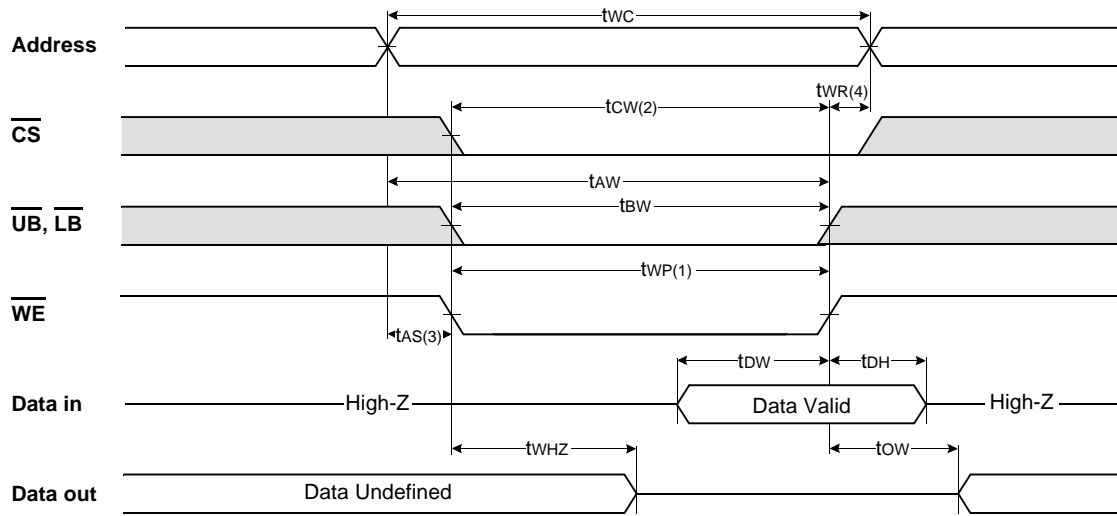 tWC
Address
tCW(2)
tWR(4)
CS
tAW
tBW
UB, LB
tWP(1)
WE
tAS(3)
tDW
tDH
Data in
High-Z
Data Valid
High-Z
tWHZ
tOW
Data out
Data Undefined